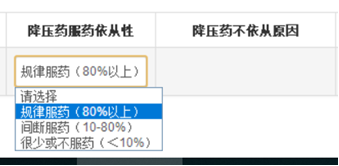 降压药服药依从性 降压药不依从原因
规律服药（80%以上）
请选择
规律服药（80%以上）
间断服药（10-80%）
很少或不服药（＜10%）